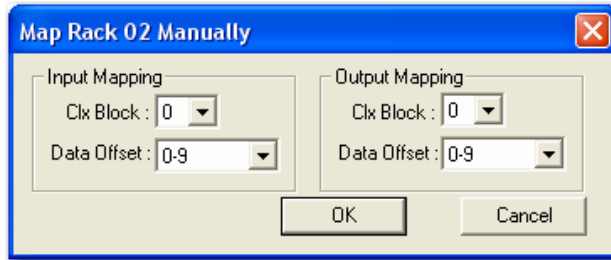 Map Rack 02 Manually
Input Mapping
Clx Block : 0
Data Offset : 0-9
Output Mapping
Clx Block : 0
Data Offset : 0-9
OK
Cancel